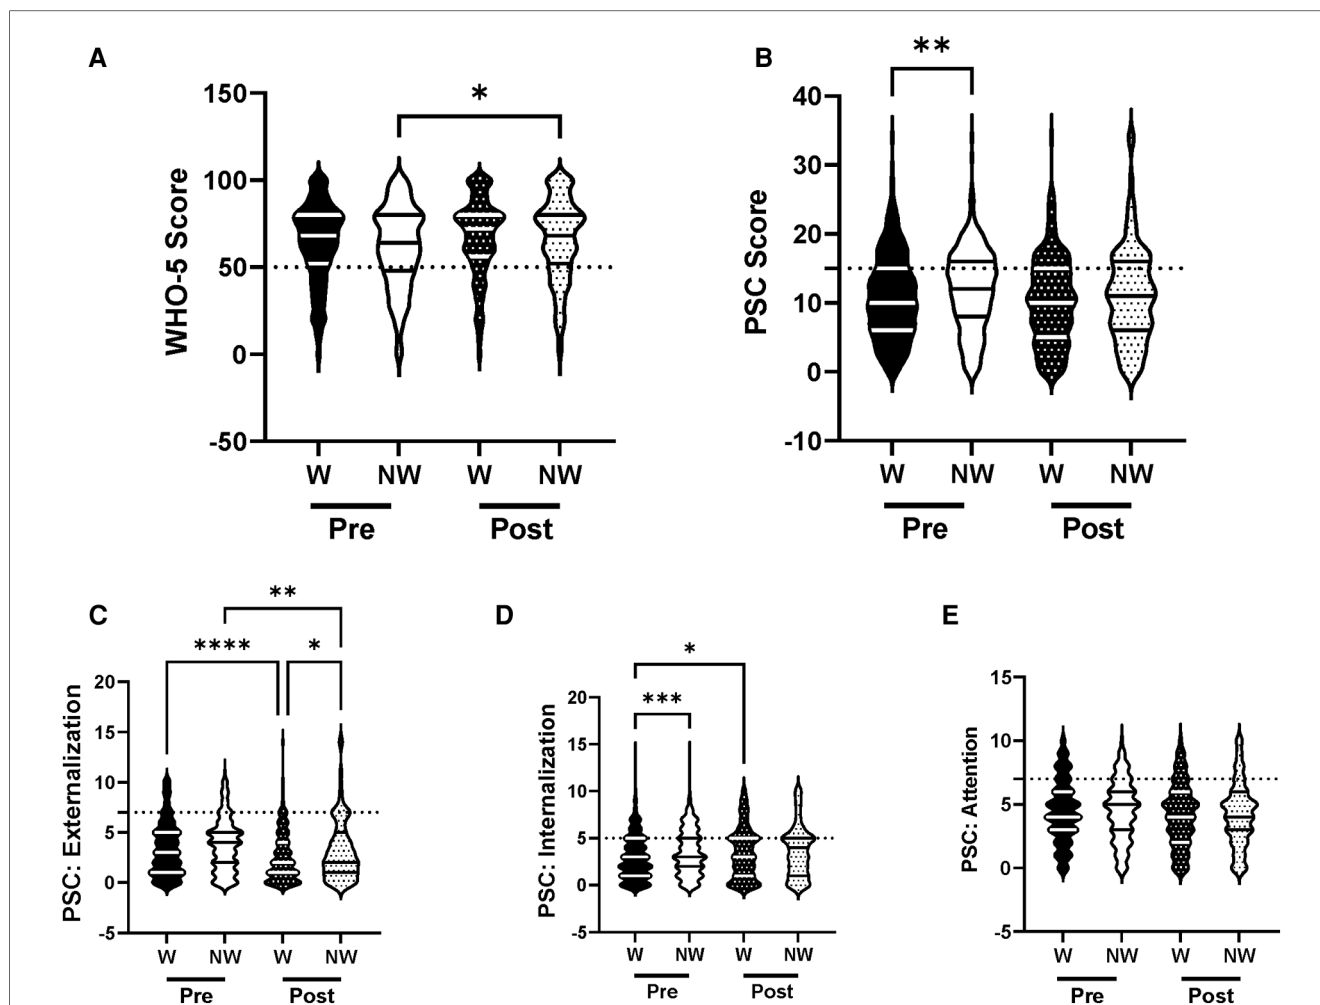 A
WHO-5 Score
150
100
50
0
-50
*
W NW W NW
Pre Post
B
PSC Score
40
30
20
10
0
-10
**
W NW W NW
Pre Post
C
PSC: Externalization
20
15
10
5
0
-5
**
**** *
W NW W NW
Pre Post
D
PSC: Internalization
20
15
10
5
0
-5
*
***
W NW W NW
Pre Post
E
PSC: Attention
15
10
5
0
-5
W NW W NW
Pre Post